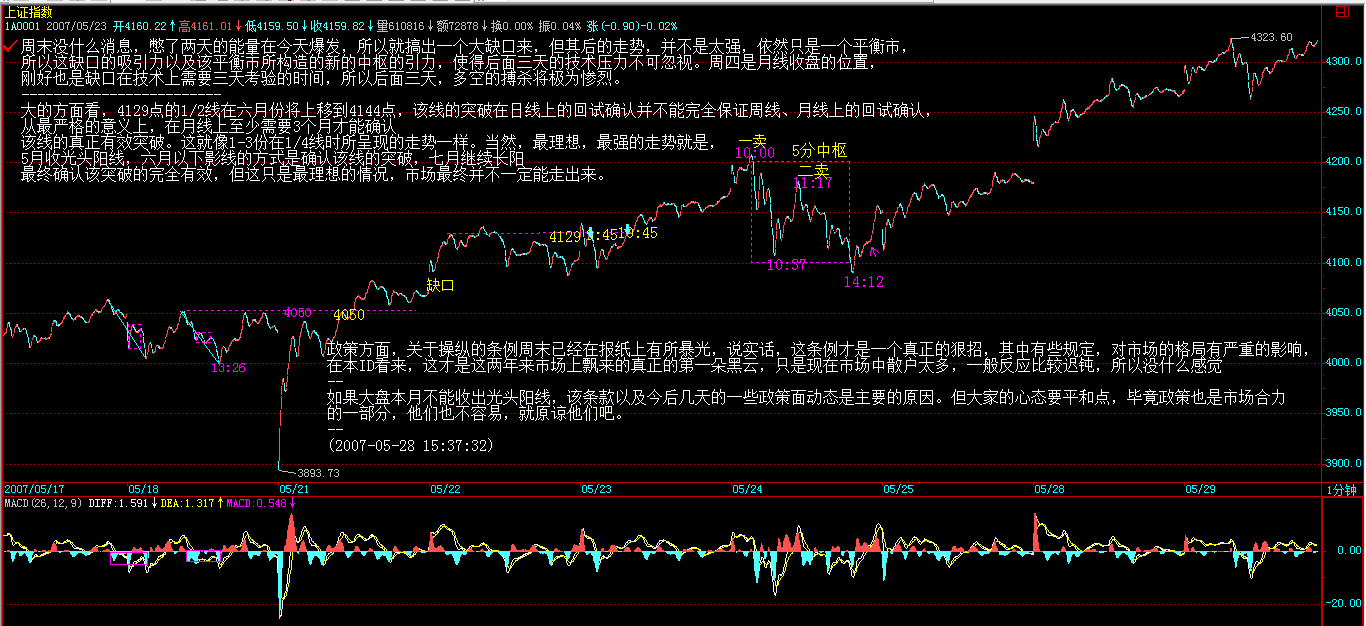 上证指数
1A0001 2007/05/23 开4160.22↑高4161.01↓低4159.50↓收4159.82↓量610816↓额72878↓换0.00% 振0.04% 涨(-0.90)-0.02%
周末没什么消息，憋了两天的能量在今天爆发，所以就搞出一个大缺口来，但其后的走势，并不是太强，依然只是一个平衡市，
所以这缺口的吸引力以及该平衡市所构造的新的中枢的引力，使得后面三天的技术压力不可忽视。周四是月线收盘的位置，
刚好也是缺口在技术上需要三天考验的时间，所以后面三天，多空的搏杀将极为惨烈。
-------------------------
大的方面看，4129点的1/2线在六月份将上移到4144点，该线的突破在日线上的回试确认并不能完全保证周线、月线上的回试确认，
从最严格的意义上，在月线上至少需要3个月才能确认
该线的真正有效突破。这就像1-3份在1/4线时所呈现的走势一样。当然，最理想，最强的走势就是，
5月收光头阳线，六月以下影线的方式是确认该线的突破，七月继续长阳
最终确认该突破的完全有效，但这只是最理想的情况，市场最终并不一定能走出来。
4323.60
一卖
10:00
5分中枢
二卖
11:17
4129
10:45
10:37
14:12
缺口
4050
4050
13:26
3893.73
政策方面，关于操纵的条例周末已经在报纸上有所暴光，说实话，这条例才是一个真正的狠招，其中有些规定，对市场的格局有严重的影响，
在本ID看来，这才是这两年来市场上飘来的真正的第一朵黑云，只是现在市场中散户太多，一般反应比较迟钝，所以没什么感觉
--
如果大盘本月不能收出光头阳线，该条款以及今后几天的一些政策面动态是主要的原因。但大家的心态要平和点，毕竟政策也是市场合力
的一部分，他们也不容易，就原谅他们吧。
--
(2007-05-28 15:37:32)
4300.0
4250.0
4200.0
4150.0
4100.0
4050.0
4000.0
3950.0
3900.0
2007/05/17 05/18 05/21 05/22 05/23 05/24 05/25 05/28 05/29 1分钟
MACD(26,12,9) DIFF:1.591↓DEA:1.317↑MACD:0.548↓
0.00
-20.00